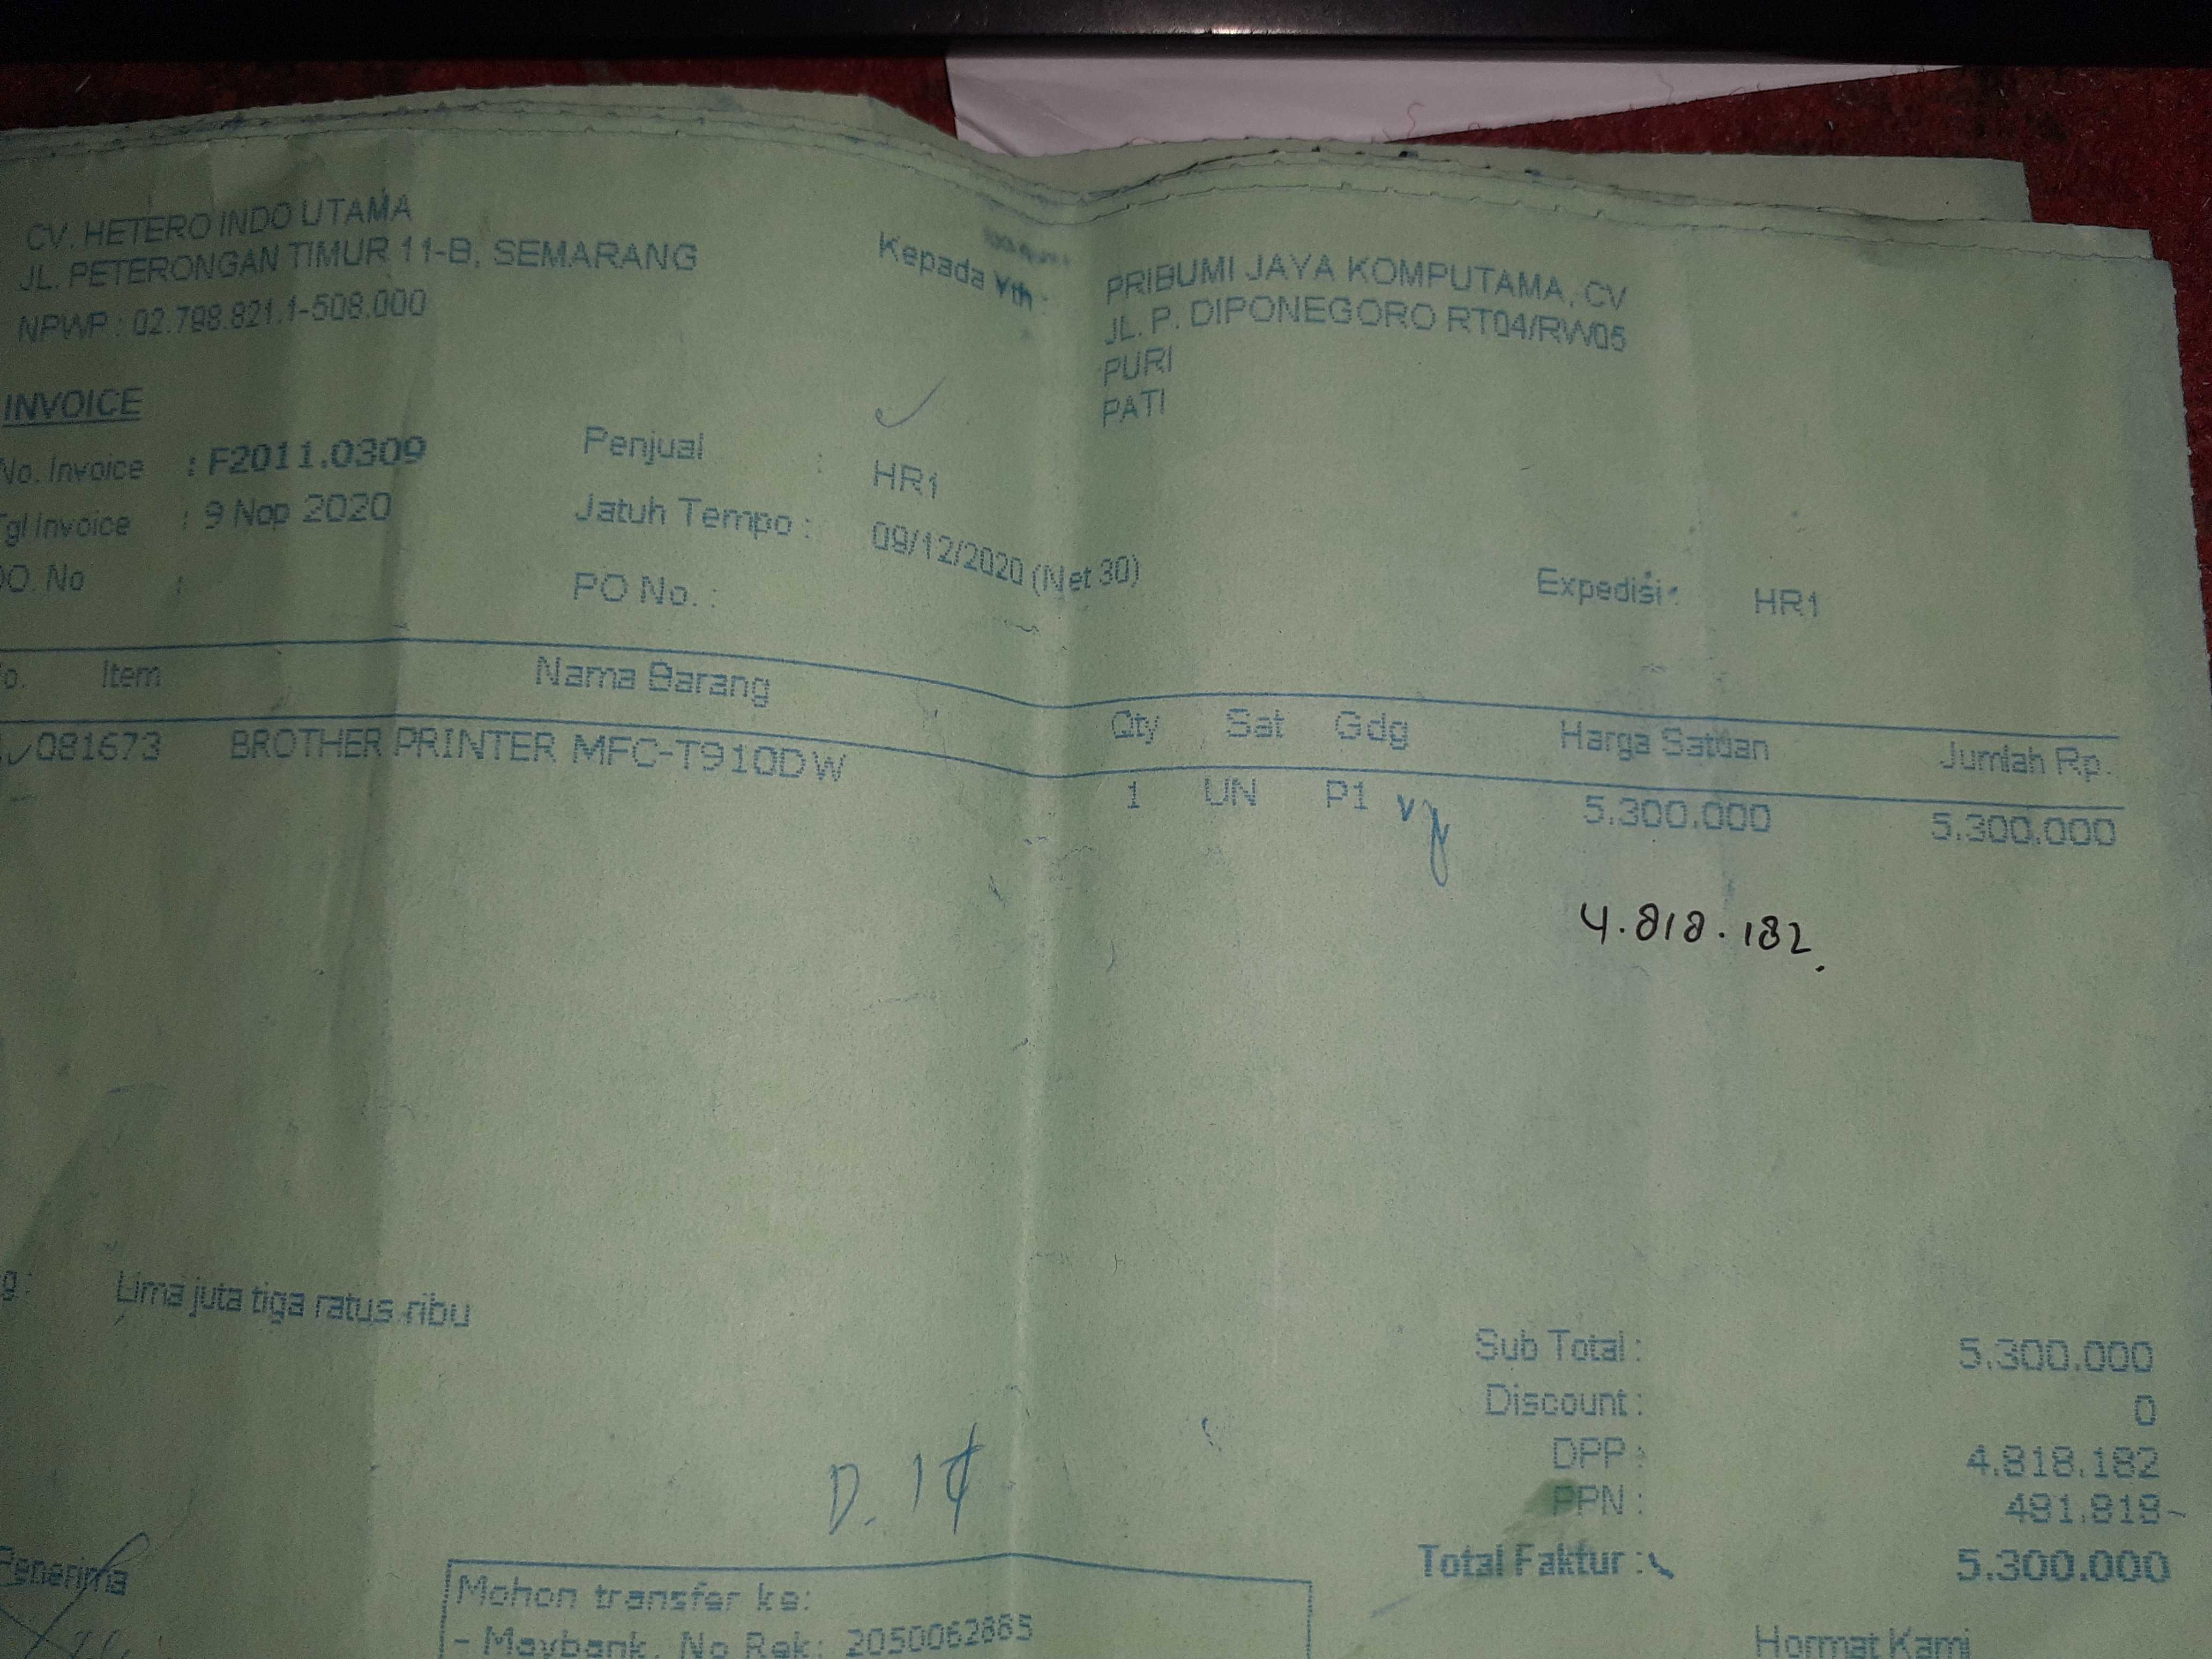 CV. HETERO INDO UTAMA
JL. PETERONGAN TIMUR 11-B, SEMARANG
NPWP : 02.798.821.1-508.000
Kepada Yth :
PRIBUMI JAYA KOMPUTAMA, CV
JL. P. DIPONEGORO RT04/RW05
PURI
PATI
INVOICE
No. Invoice : F2011.0309
Tgl Invoice : 9 Nop 2020
DO. No :
Penjual : HR1
Jatuh Tempo : 09/12/2020 (Net 30)
PO No. :
Expedisi : HR1
o. Item Nama Barang Qty Sat Gdg Harga Satuan Jumlah Rp.
081673 BROTHER PRINTER MFC-T910DW 1 UN P1 5.300.000 5.300.000
4.818.182
g : Lima juta tiga ratus ribu
Sub Total : 5.300.000
Discount : 0
DPP : 4.818.182
PPN : 481.818
Total Faktur : 5.300.000
Penerima
Mohon transfer ke:
- Maybank, No Rek: 2050062885
Hormat Kami